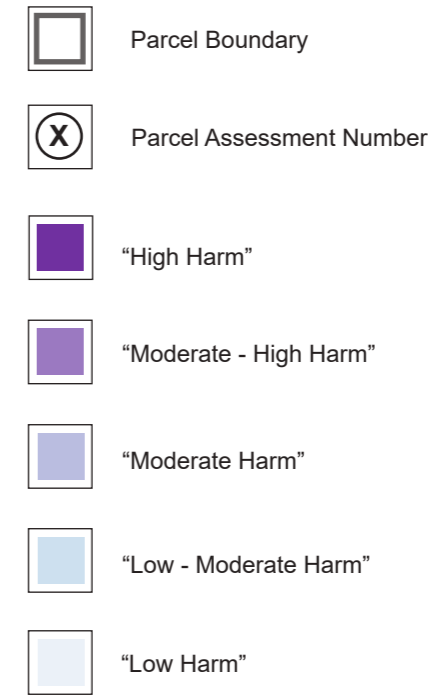 Parcel Boundary
X Parcel Assessment Number
“High Harm”
“Moderate - High Harm”
“Moderate Harm”
“Low - Moderate Harm”
“Low Harm”